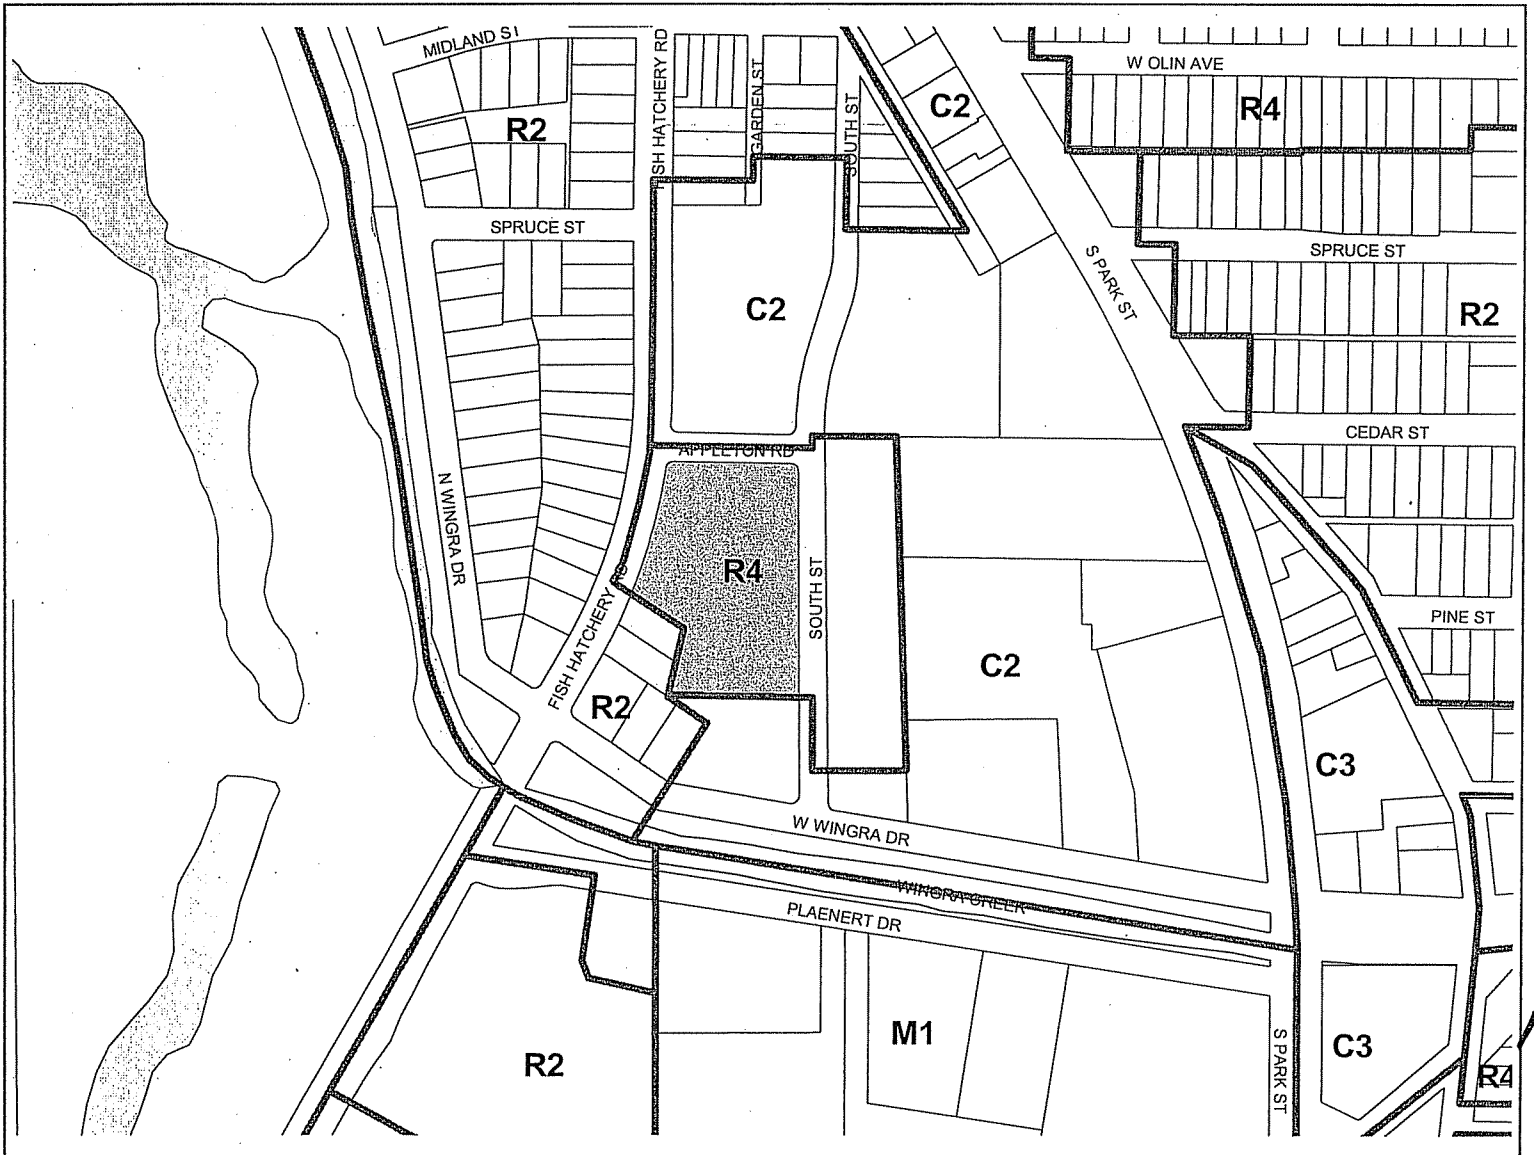 MIDLAND ST
FISH HATCHERY RD
GARDEN ST
SOUTH ST
W OLIN AVE
R4
C2
R2
SPRUCE ST
S PARK ST
SPRUCE ST
C2
R2
CEDAR ST
APPLETON RD
N WINGRA DR
R4
SOUTH ST
FISH HATCHERY RD
PINE ST
C2
R2
C3
W WINGRA DR
WINGRA CREEK
PLAENERT DR
M1
R2
S PARK ST
C3
R4